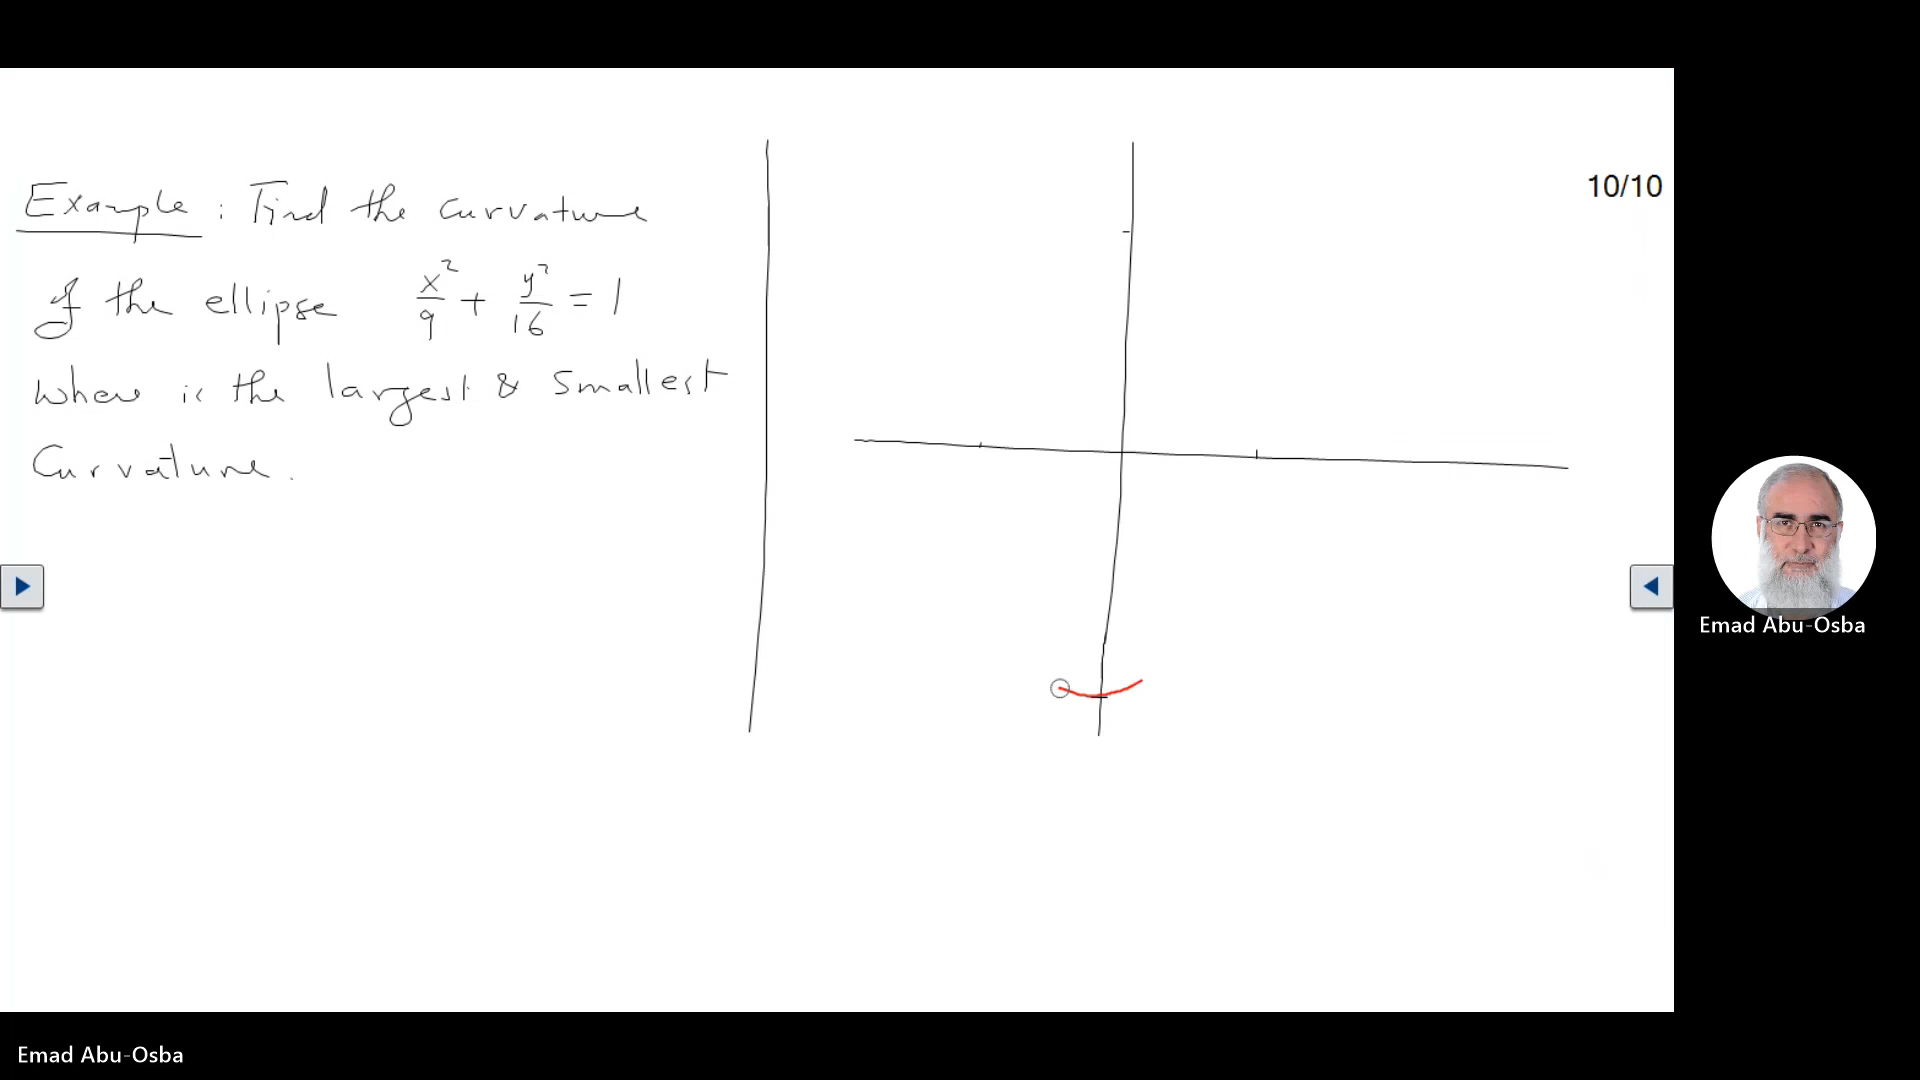 Example : Find the curvature
of the ellipse x²/9 + y²/16 = 1
where is the largest & smallest
Curvature.
10/10
Emad Abu-Osba
Emad Abu-Osba